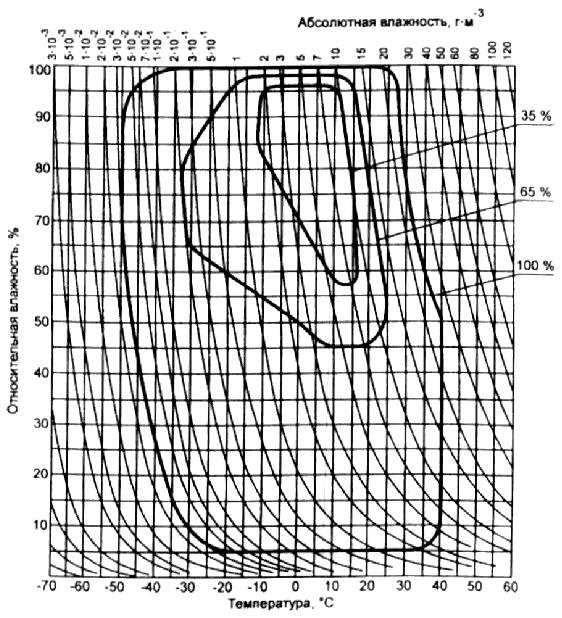 Абсолютная влажность, г·м⁻³
3·10⁻³ 5·10⁻³ 1·10⁻² 2·10⁻² 3·10⁻² 5·10⁻² 7·10⁻² 1·10⁻¹ 2·10⁻¹ 3·10⁻¹ 5·10⁻¹ 1 2 3 5 7 10 15 20 30 40 50 60 80 100 120
100
90
80
70
60
50
40
30
20
10
Относительная влажность, %
35 %
65 %
100 %
-70 -60 -50 -40 -30 -20 -10 0 10 20 30 40 50 60
Температура, °С